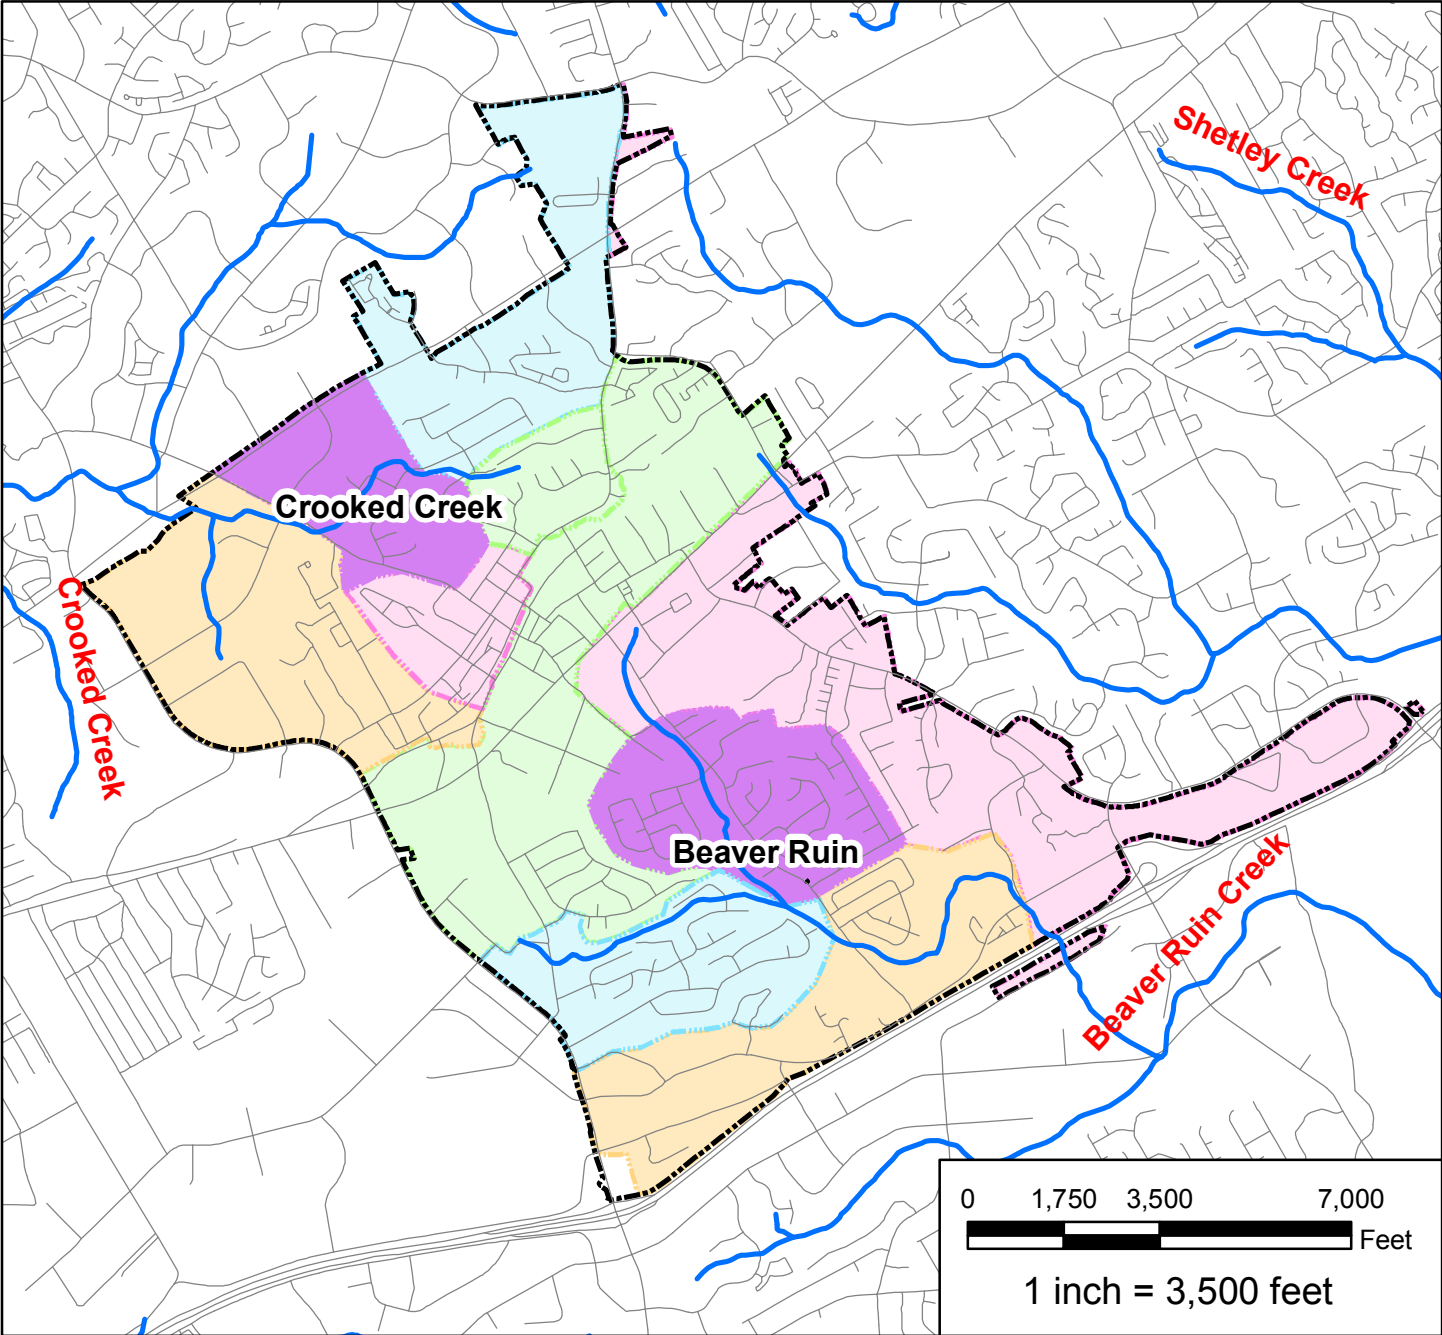 Shetley Creek
Crooked Creek
Crooked Creek
Beaver Ruin
Beaver Ruin Creek
0 1,750 3,500 7,000
Feet
1 inch = 3,500 feet